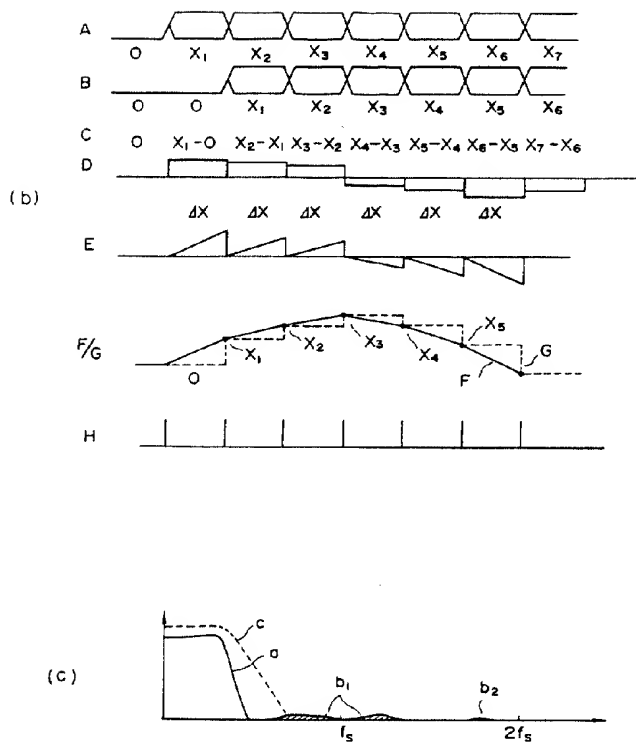 A
O X₁ X₂ X₃ X₄ X₅ X₆ X₇
B
O O X₁ X₂ X₃ X₄ X₅ X₆
C O X₁-O X₂-X₁ X₃-X₂ X₄-X₃ X₅-X₄ X₆-X₅ X₇-X₆
D
(b)
ΔX ΔX ΔX ΔX ΔX ΔX
E
F/G
O X₁ X₂ X₃ X₄ X₅ F G
H
(c)
a c b₁ b₂
fs 2fs